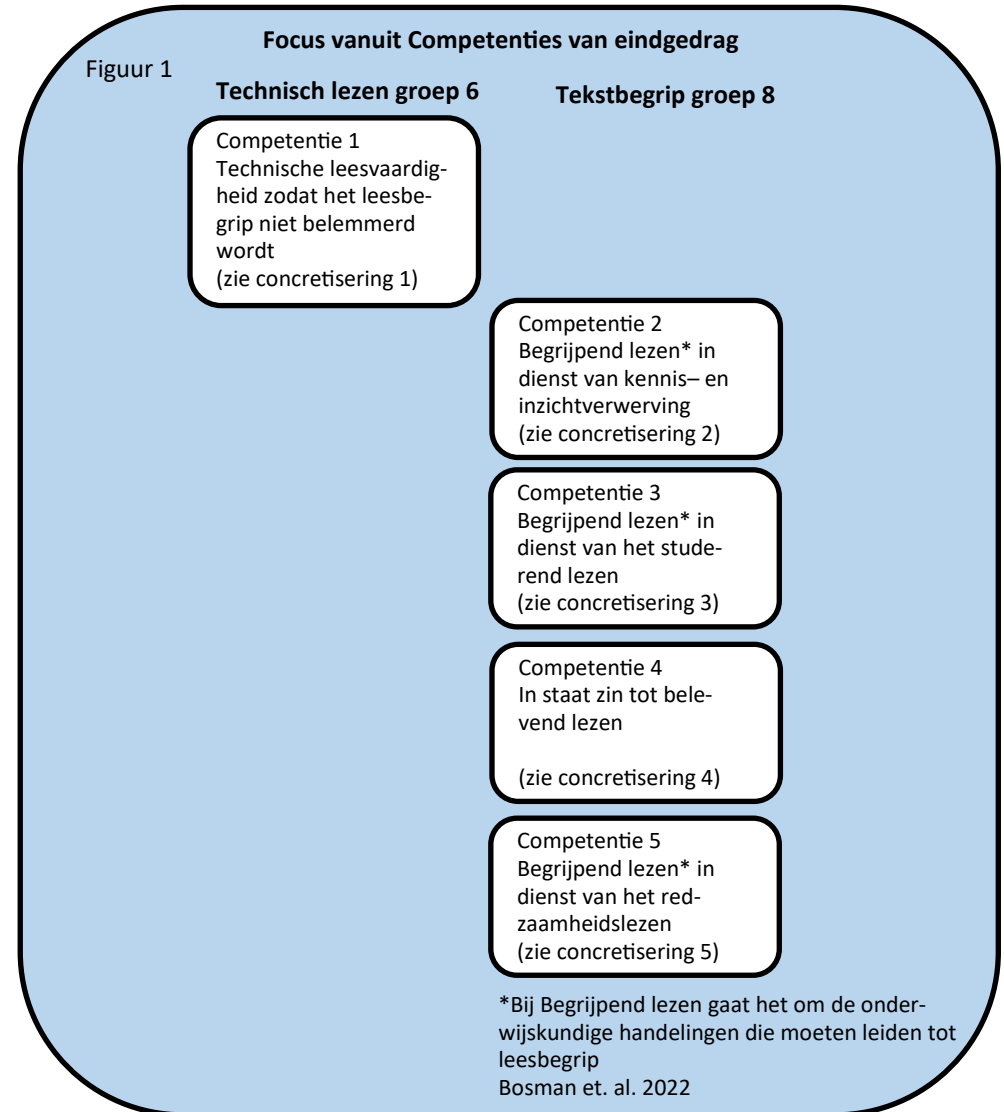 Focus vanuit Competenties van eindgedrag
Figuur 1
Technisch lezen groep 6
Tekstbegrip groep 8
Competentie 1
Technische leesvaardig-
heid zodat het leesbe-
grip niet belemmerd
wordt
(zie concretisering 1)
Competentie 2
Begrijpend lezen* in
dienst van kennis– en
inzichtverwerving
(zie concretisering 2)
Competentie 3
Begrijpend lezen* in
dienst van het stude-
rend lezen
(zie concretisering 3)
Competentie 4
In staat zin tot bele-
vend lezen
(zie concretisering 4)
Competentie 5
Begrijpend lezen* in
dienst van het red-
zaamheidslezen
(zie concretisering 5)
*Bij Begrijpend lezen gaat het om de onder-
wijskundige handelingen die moeten leiden tot
leesbegrip
Bosman et. al. 2022